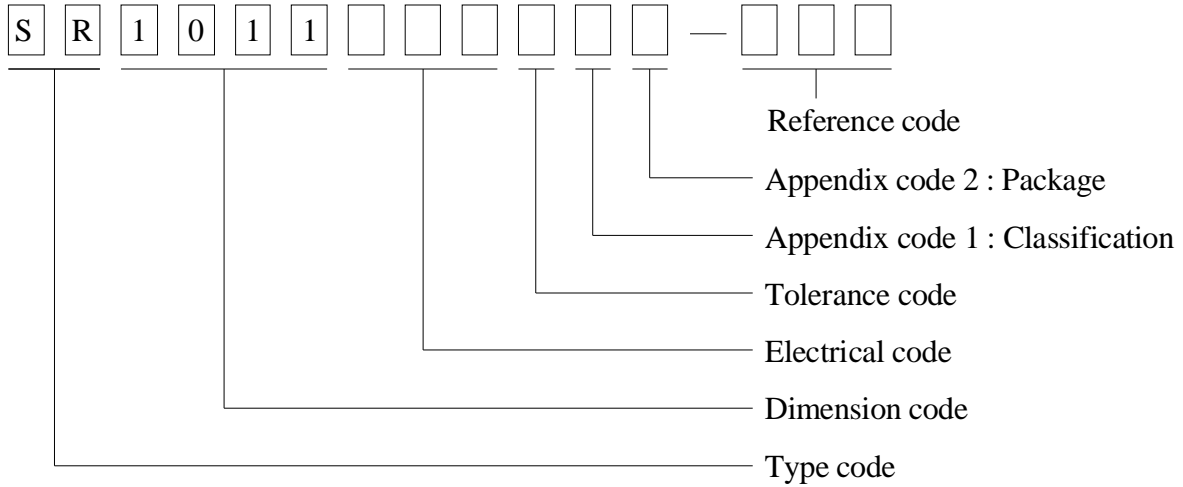 S R 1 0 1 1 —
Reference code
Appendix code 2 : Package
Appendix code 1 : Classification
Tolerance code
Electrical code
Dimension code
Type code